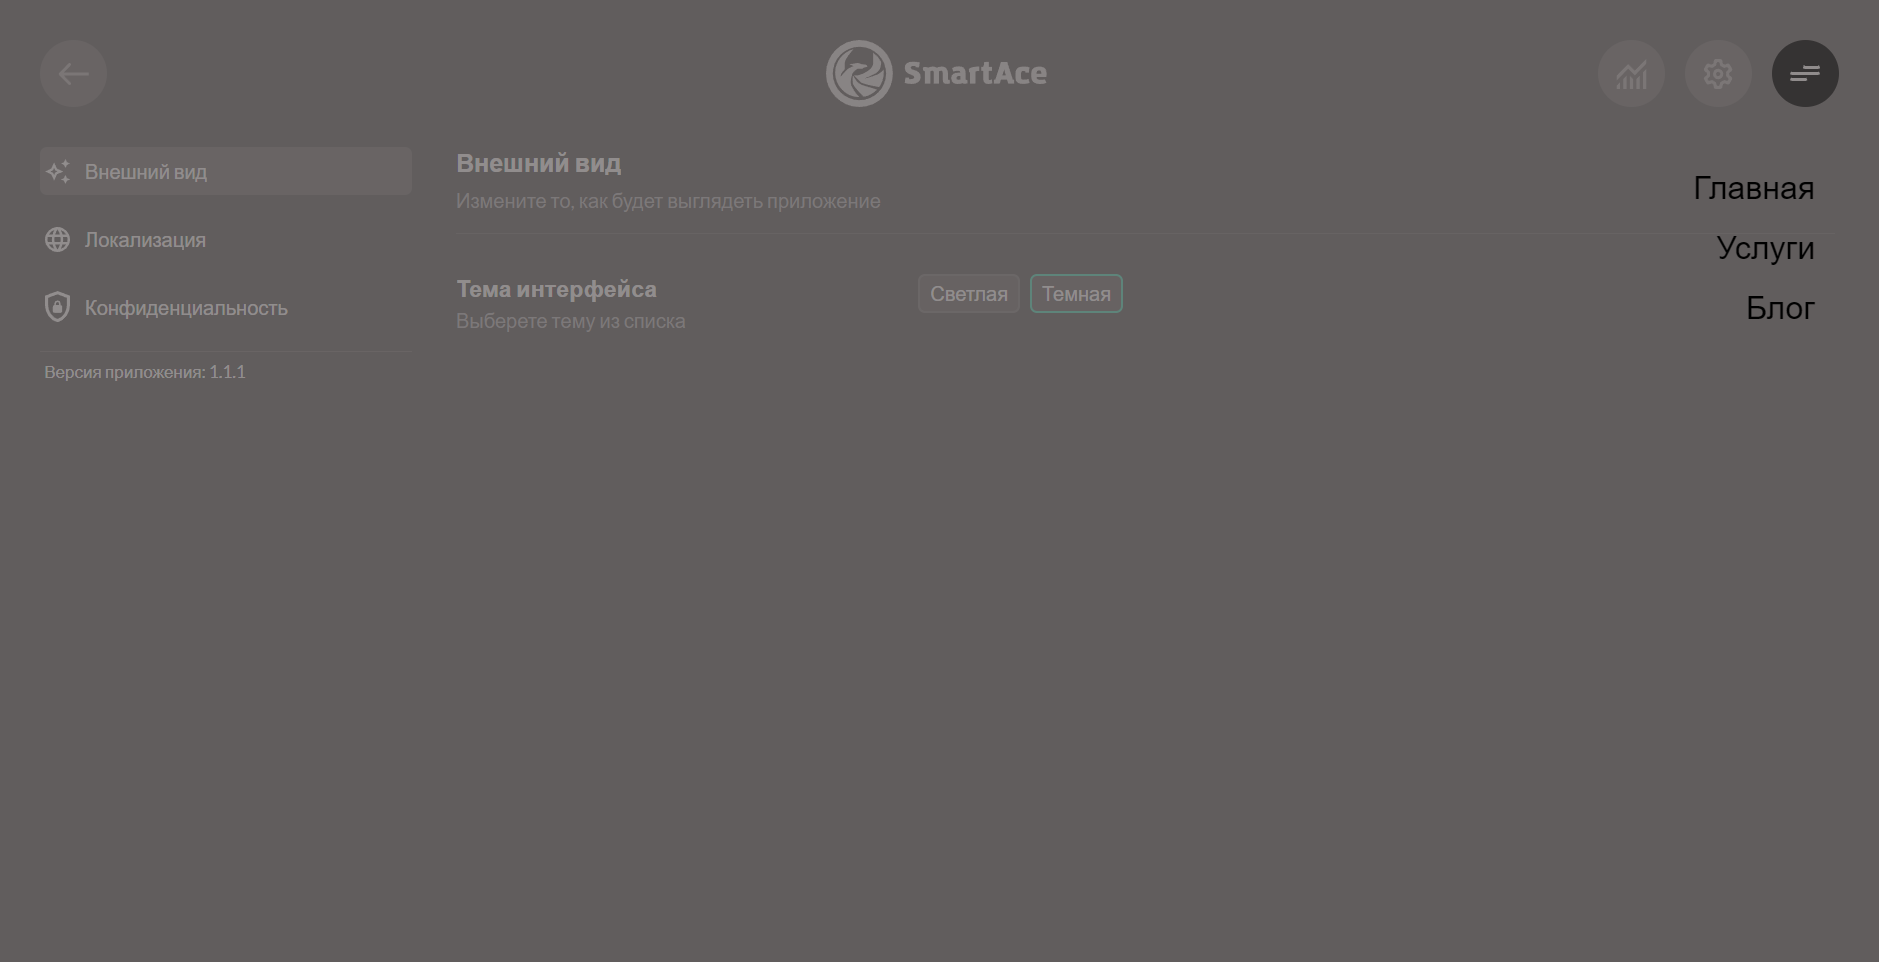 SmartAce
Внешний вид
Локализация
Конфиденциальность
Версия приложения: 1.1.1
Внешний вид
Измените то, как будет выглядеть приложение
Тема интерфейса
Выберете тему из списка
Светлая
Темная
Главная
Услуги
Блог